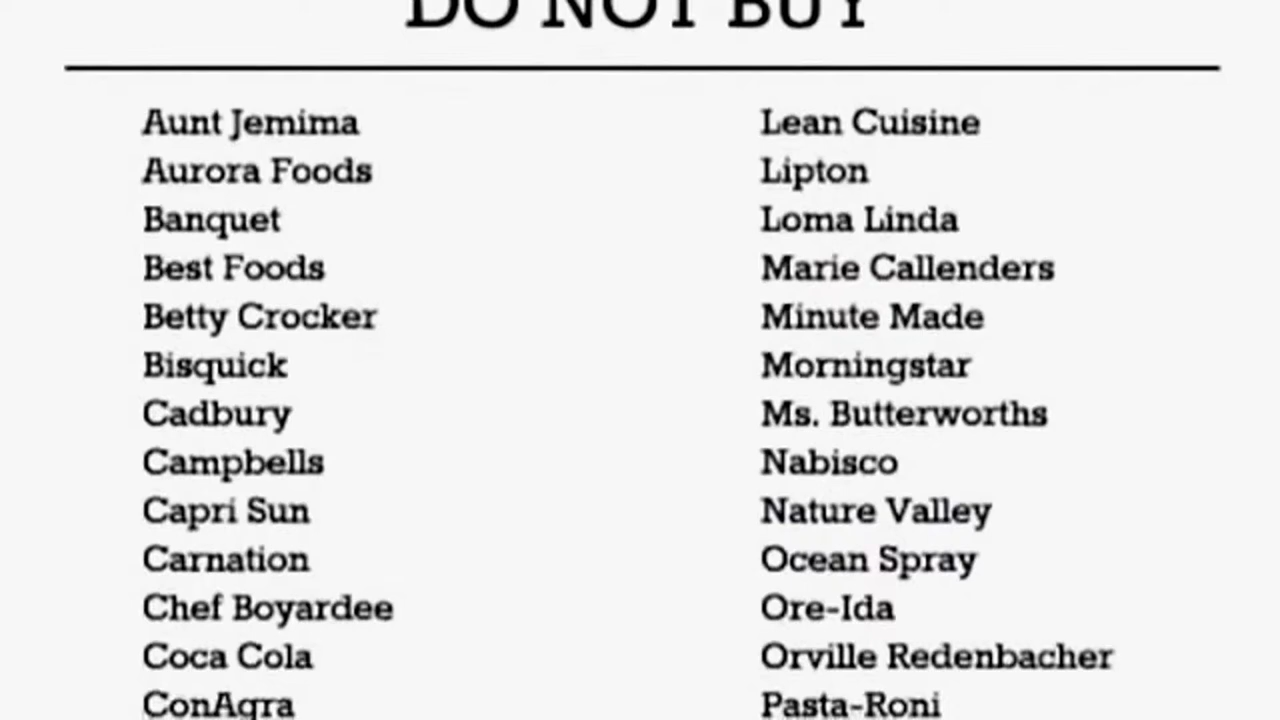 DO NOT BUY
Aunt Jemima
Aurora Foods
Banquet
Best Foods
Betty Crocker
Bisquick
Cadbury
Campbells
Capri Sun
Carnation
Chef Boyardee
Coca Cola
ConAgra
Lean Cuisine
Lipton
Loma Linda
Marie Callenders
Minute Made
Morningstar
Ms. Butterworths
Nabisco
Nature Valley
Ocean Spray
Ore-Ida
Orville Redenbacher
Pasta-Roni